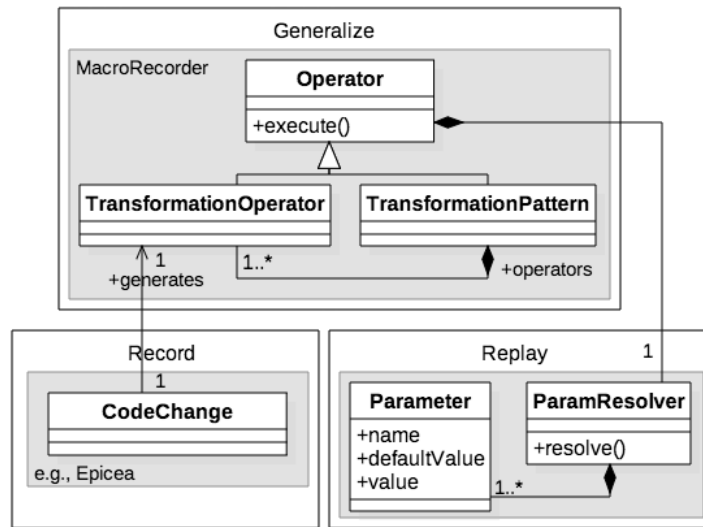 Generalize
MacroRecorder
Operator
+execute()
TransformationOperator
TransformationPattern
1
+generates
1..*
+operators
Record
1
CodeChange
e.g., Epicea
Replay
1
Parameter
+name
+defaultValue
+value
ParamResolver
+resolve()
1..*